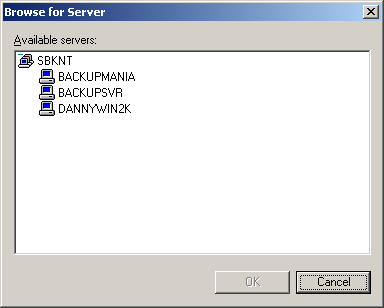 Browse for Server
Available servers:
SBKNT
BACKUPMANIA
BACKUPSVR
DANNYWIN2K
OK
Cancel